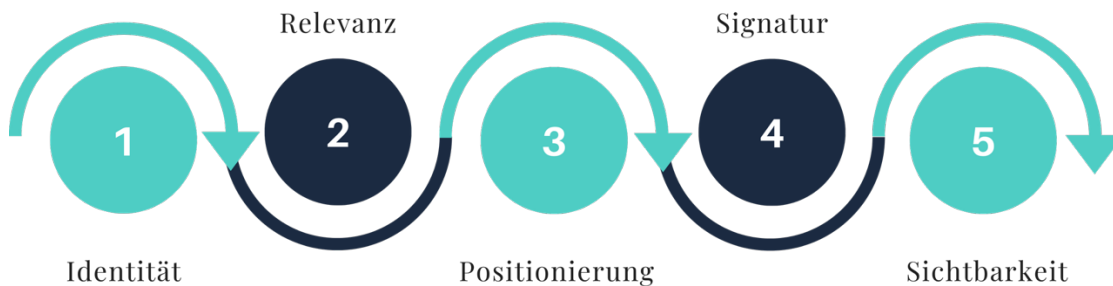 Relevanz
Signatur
1
2
3
4
5
Identität
Positionierung
Sichtbarkeit